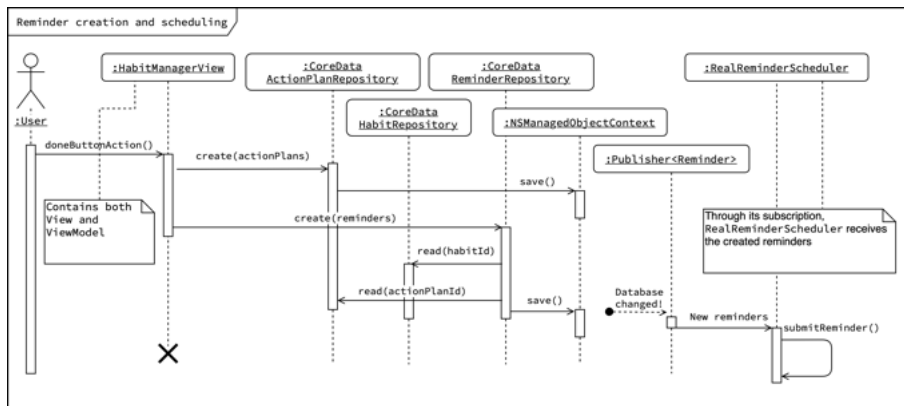 Reminder creation and scheduling
:HabitManagerView
:CoreData
ActionPlanRepository
:CoreData
ReminderRepository
:RealReminderScheduler
:User
:CoreData
HabitRepository
:NSManagedObjectContext
:Publisher<Reminder>
doneButtonAction()
create(actionPlans)
save()
Contains both
View and
ViewModel
create(reminders)
Through its subscription,
RealReminderScheduler receives
the created reminders
read(habitId)
read(actionPlanId)
save()
Database
changed!
New reminders
submitReminder()